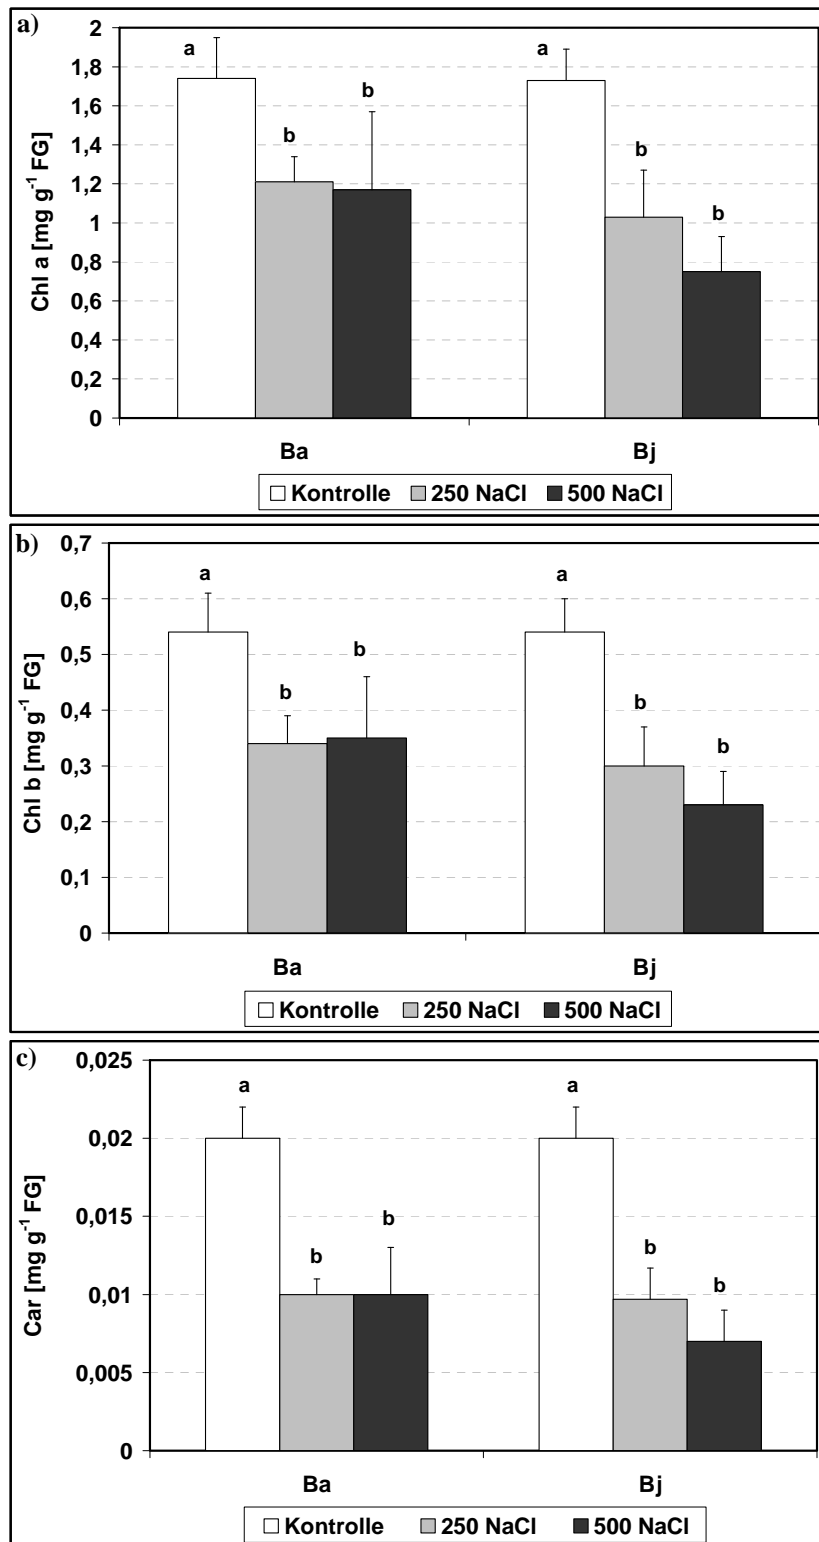 a)
Chl a [mg g⁻¹ FG]
2
1,8
1,6
1,4
1,2
1
0,8
0,6
0,4
0,2
0
a
b
b
a
b
b
Ba
Bj
Kontrolle 250 NaCl 500 NaCl
b)
Chl b [mg g⁻¹ FG]
0,7
0,6
0,5
0,4
0,3
0,2
0,1
0
a
b
b
a
b
b
Ba
Bj
Kontrolle 250 NaCl 500 NaCl
c)
Car [mg g⁻¹ FG]
0,025
0,02
0,015
0,01
0,005
0
a
b
b
a
b
b
Ba
Bj
Kontrolle 250 NaCl 500 NaCl